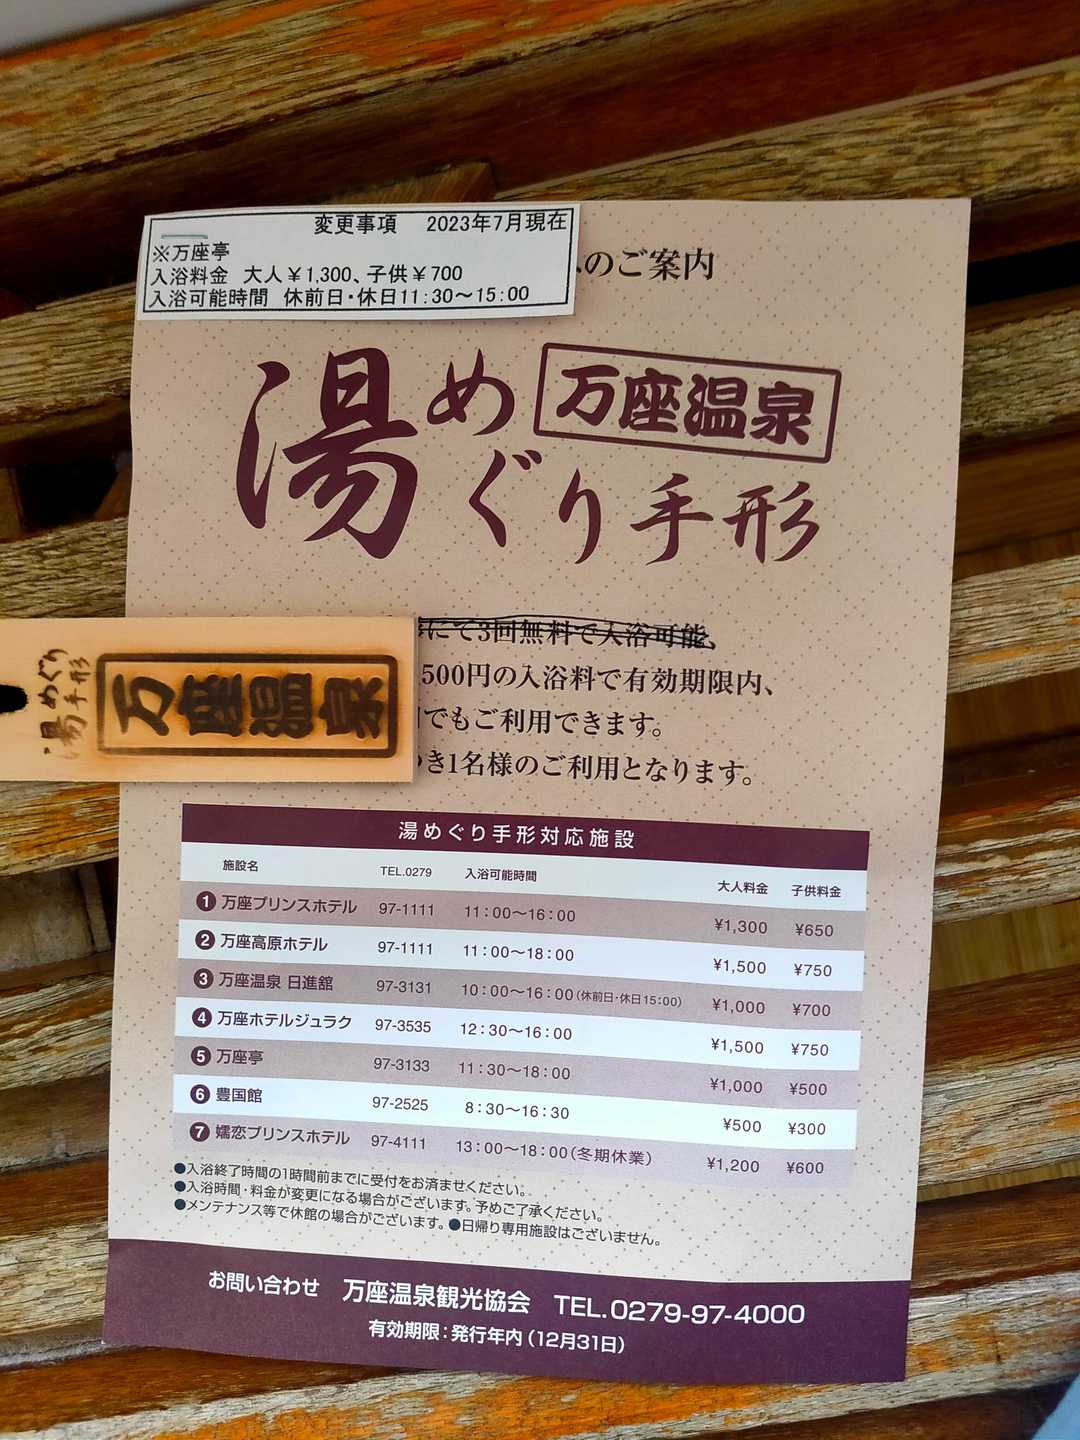 変更事項 2023年7月現在
※万座亭
入浴料金 大人￥1,300、子供￥700
入浴可能時間 休前日・休日11:30～15:00
のご案内
湯めぐり手形
万座温泉
にて3回無料で入浴可能、
500円の入浴料で有効期限内、
でもご利用できます。
き1名様のご利用となります。
湯めぐり手形
万座温泉
湯めぐり手形対応施設
施設名 TEL.0279 入浴可能時間 大人料金 子供料金
1 万座プリンスホテル 97-1111 11：00〜16：00 ¥1,300 ¥650
2 万座高原ホテル 97-1111 11：00〜18：00 ¥1,500 ¥750
3 万座温泉 日進舘 97-3131 10：00〜16：00（休前日・休日15：00） ¥1,000 ¥700
4 万座ホテルジュラク 97-3535 12：30〜16：00 ¥1,500 ¥750
5 万座亭 97-3133 11：30〜18：00 ¥1,000 ¥500
6 豊国館 97-2525 8：30〜16：30 ¥500 ¥300
7 嬬恋プリンスホテル 97-4111 13：00〜18：00（冬期休業） ¥1,200 ¥600
●入浴終了時間の1時間前までに受付をお済ませください。
●入浴時間・料金が変更になる場合がございます。予めご了承ください。
●メンテナンス等で休館の場合がございます。●日帰り専用施設はございません。
お問い合わせ 万座温泉観光協会 TEL.0279-97-4000
有効期限：発行年内（12月31日）